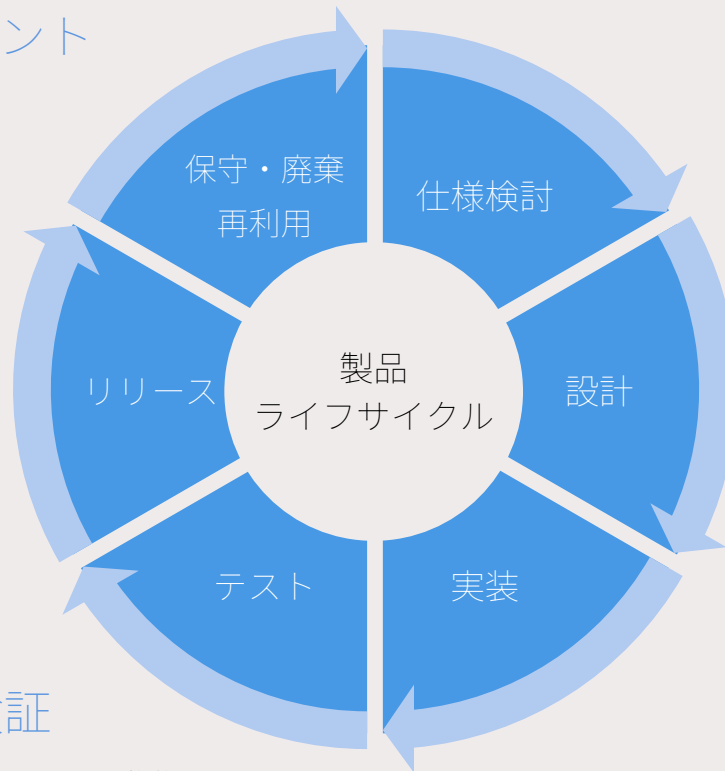 ント
保守・廃棄
再利用
仕様検討
製品
ライフサイクル
リリース
設計
テスト
実装
証